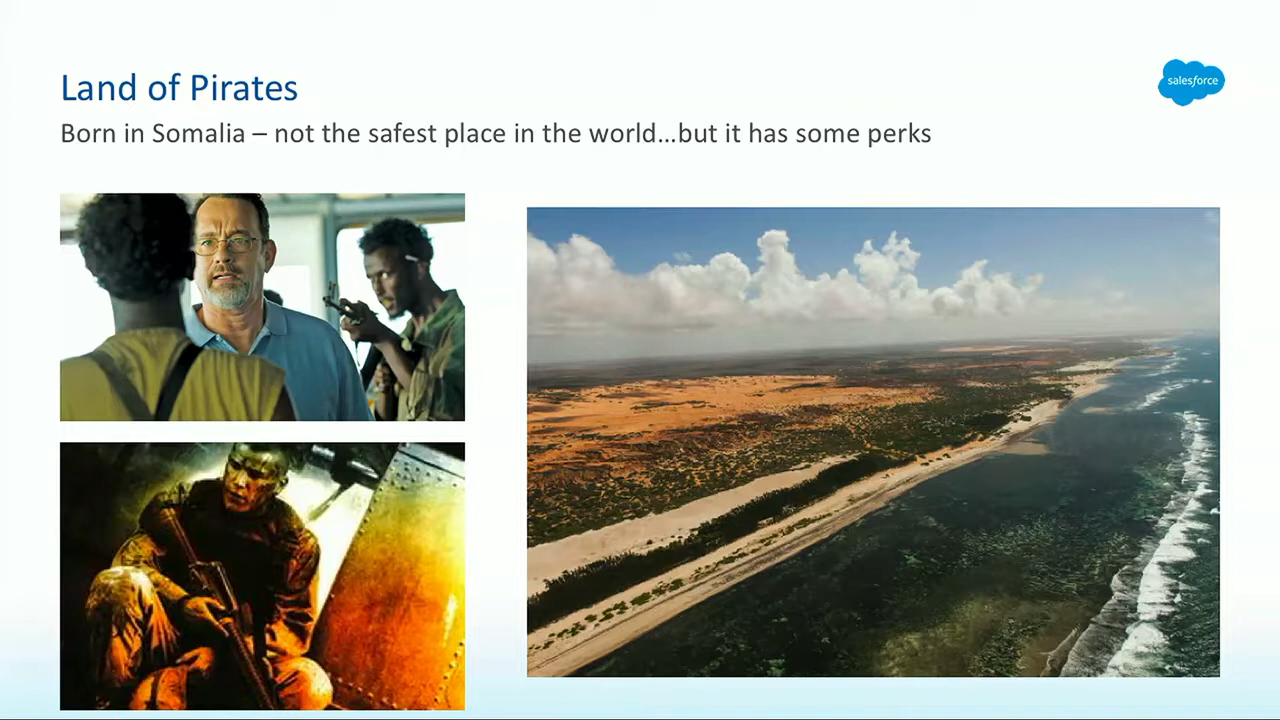 Land of Pirates
salesforce
Born in Somalia – not the safest place in the world...but it has some perks